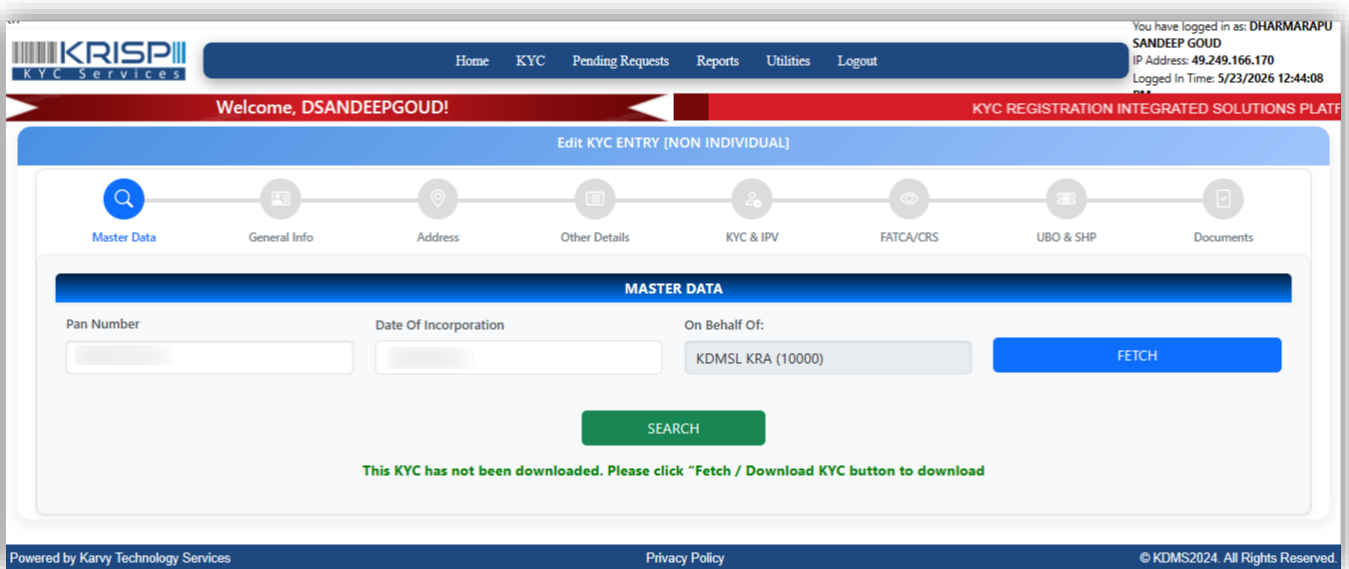 You have logged in as: DHARMARAPU
SANDEEP GOUD
IP Address: 49.249.166.170
Logged In Time: 5/23/2026 12:44:08
PM
KRISP
KYC Services
Home KYC Pending Requests Reports Utilities Logout
Welcome, DSANDEEPGOUD!
KYC REGISTRATION INTEGRATED SOLUTIONS
Edit KYC ENTRY [NON INDIVIDUAL]
Master Data General Info Address Other Details KYC & IPV FATCA/CRS UBO & SHP Documents
MASTER DATA
Pan Number Date Of Incorporation On Behalf Of:
KDMSL KRA (10000) FETCH
SEARCH
This KYC has not been downloaded. Please click “Fetch / Download KYC button to download
Powered by Karvy Technology Services Privacy Policy © KDMS2024. All Rights Reserved.